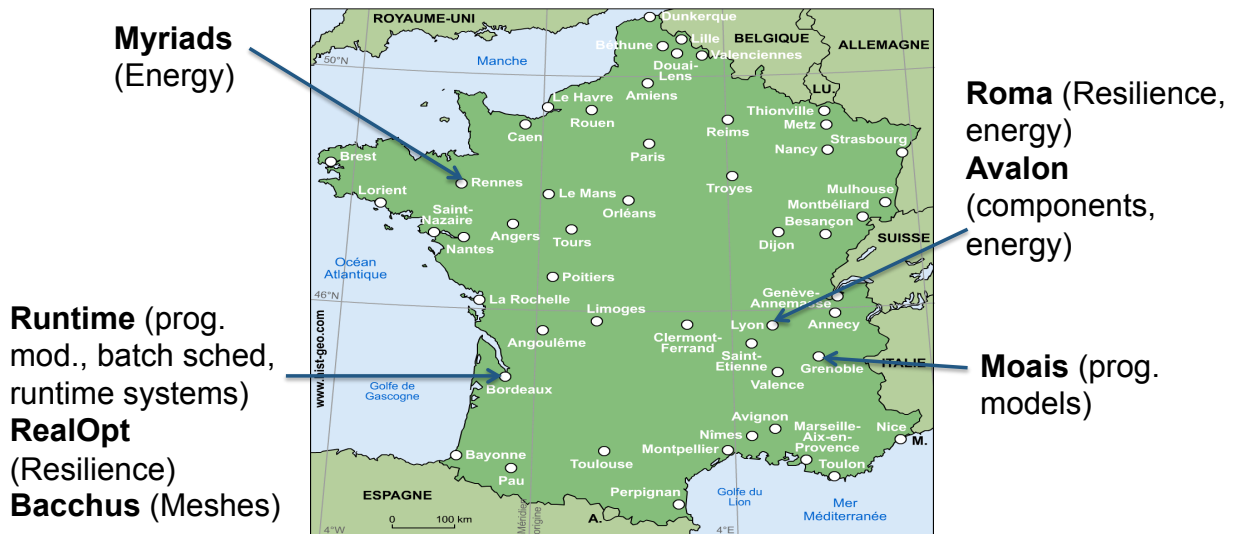 Myriads
(Energy)
Runtime (prog.
mod., batch sched,
runtime systems)
RealOpt
(Resilience)
Bacchus (Meshes)
ROYAUME-UNI
Dunkerque
BELGIQUE
ALLEMAGNE
Lille
Béthune
Valenciennes
Douai-
Lens
50°N
Manche
LU.
Amiens
Le Havre
Rouen
Caen
Reims
Thionville
Metz
Strasbourg
Nancy
Paris
Brest
Rennes
Lorient
Le Mans
Orléans
Troyes
Mulhouse
Montbéliard
Besançon
Saint-
Nazaire
Nantes
Angers
Tours
Dijon
SUISSE
Océan
Atlantique
Poitiers
46°N
La Rochelle
Limoges
Genève-
Annemasse
Annecy
Lyon
Clermont-
Ferrand
Angoulême
Saint-
Etienne
Grenoble
ITALIE
Valence
www.hist-geo.com
Golfe de
Gascogne
Bordeaux
Avignon
Marseille-
Aix-en-
Provence
Nice
M.
Nîmes
Montpellier
Toulon
Bayonne
Pau
Toulouse
Perpignan
ESPAGNE
A.
Golfe du
Lion
Mer
Méditerranée
0 100 km
4°W
Méridien
origine
4°E
Roma (Resilience,
energy)
Avalon
(components,
energy)
Moais (prog.
models)